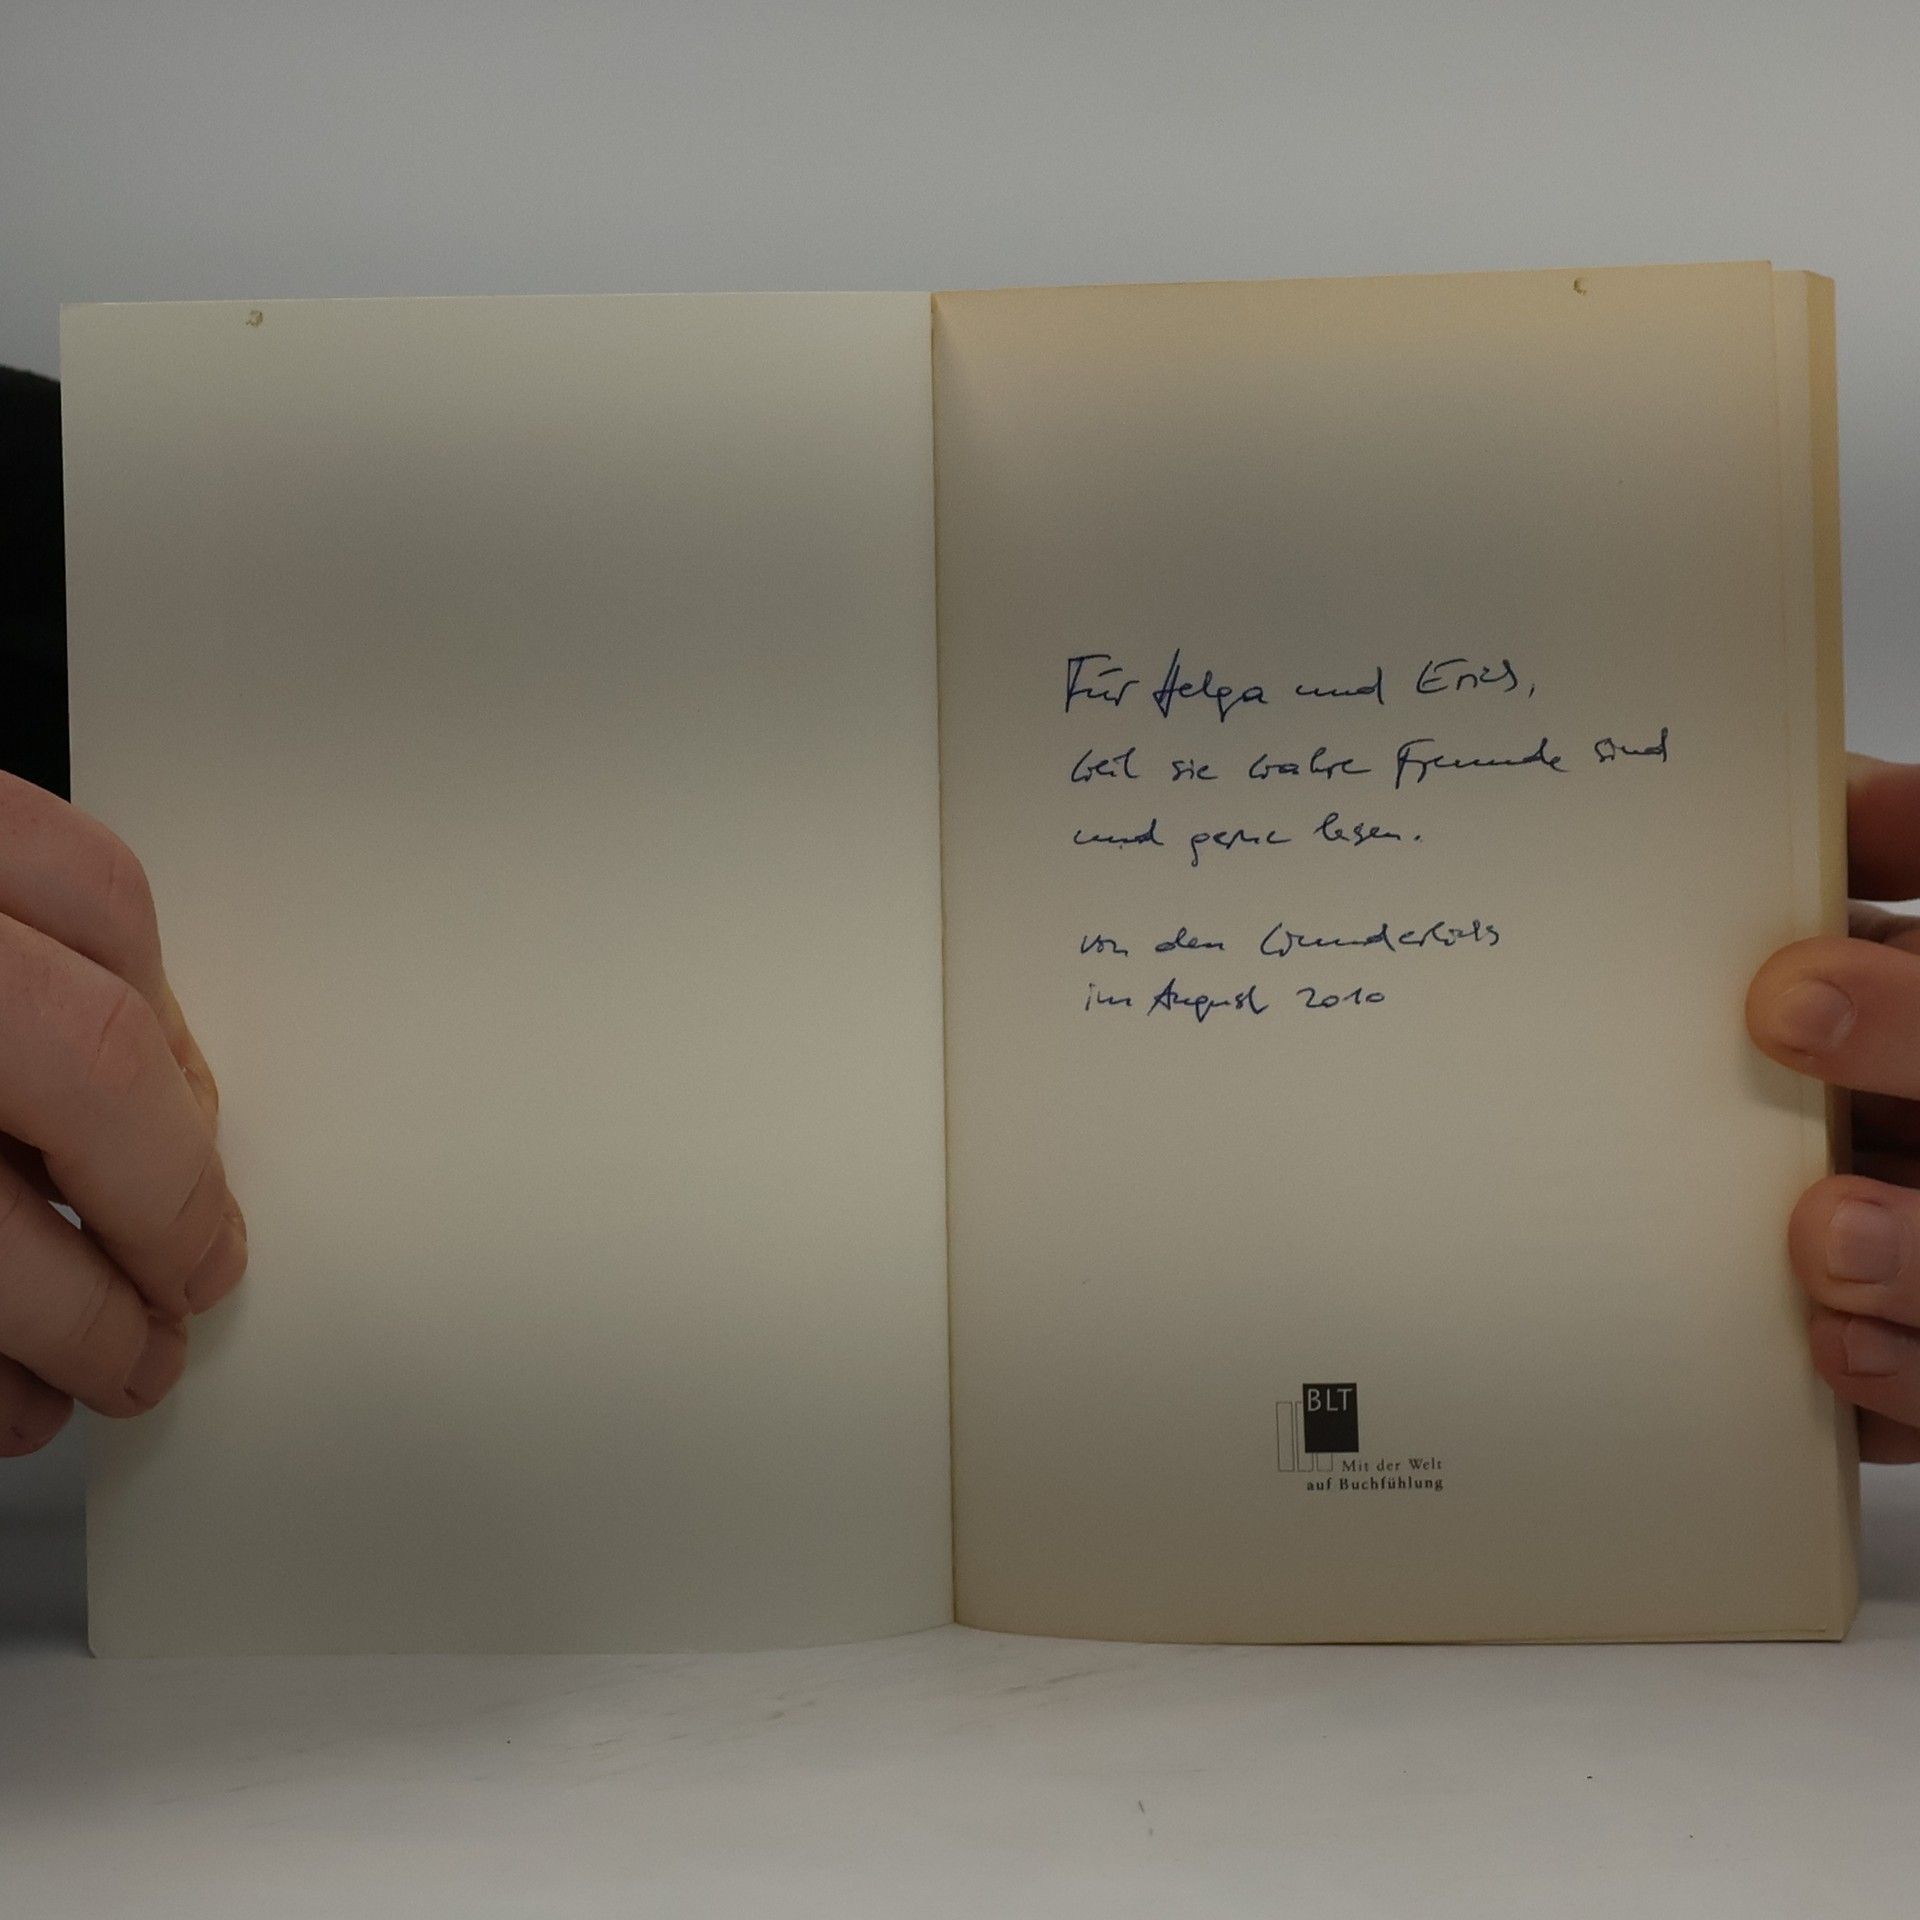 Für Helga und Erich,
weil sie wahre Freunde sind
und gerne lesen.
von den Wunderlichs
im August 2010
BLT
Mit der Welt
auf Buchfühlung